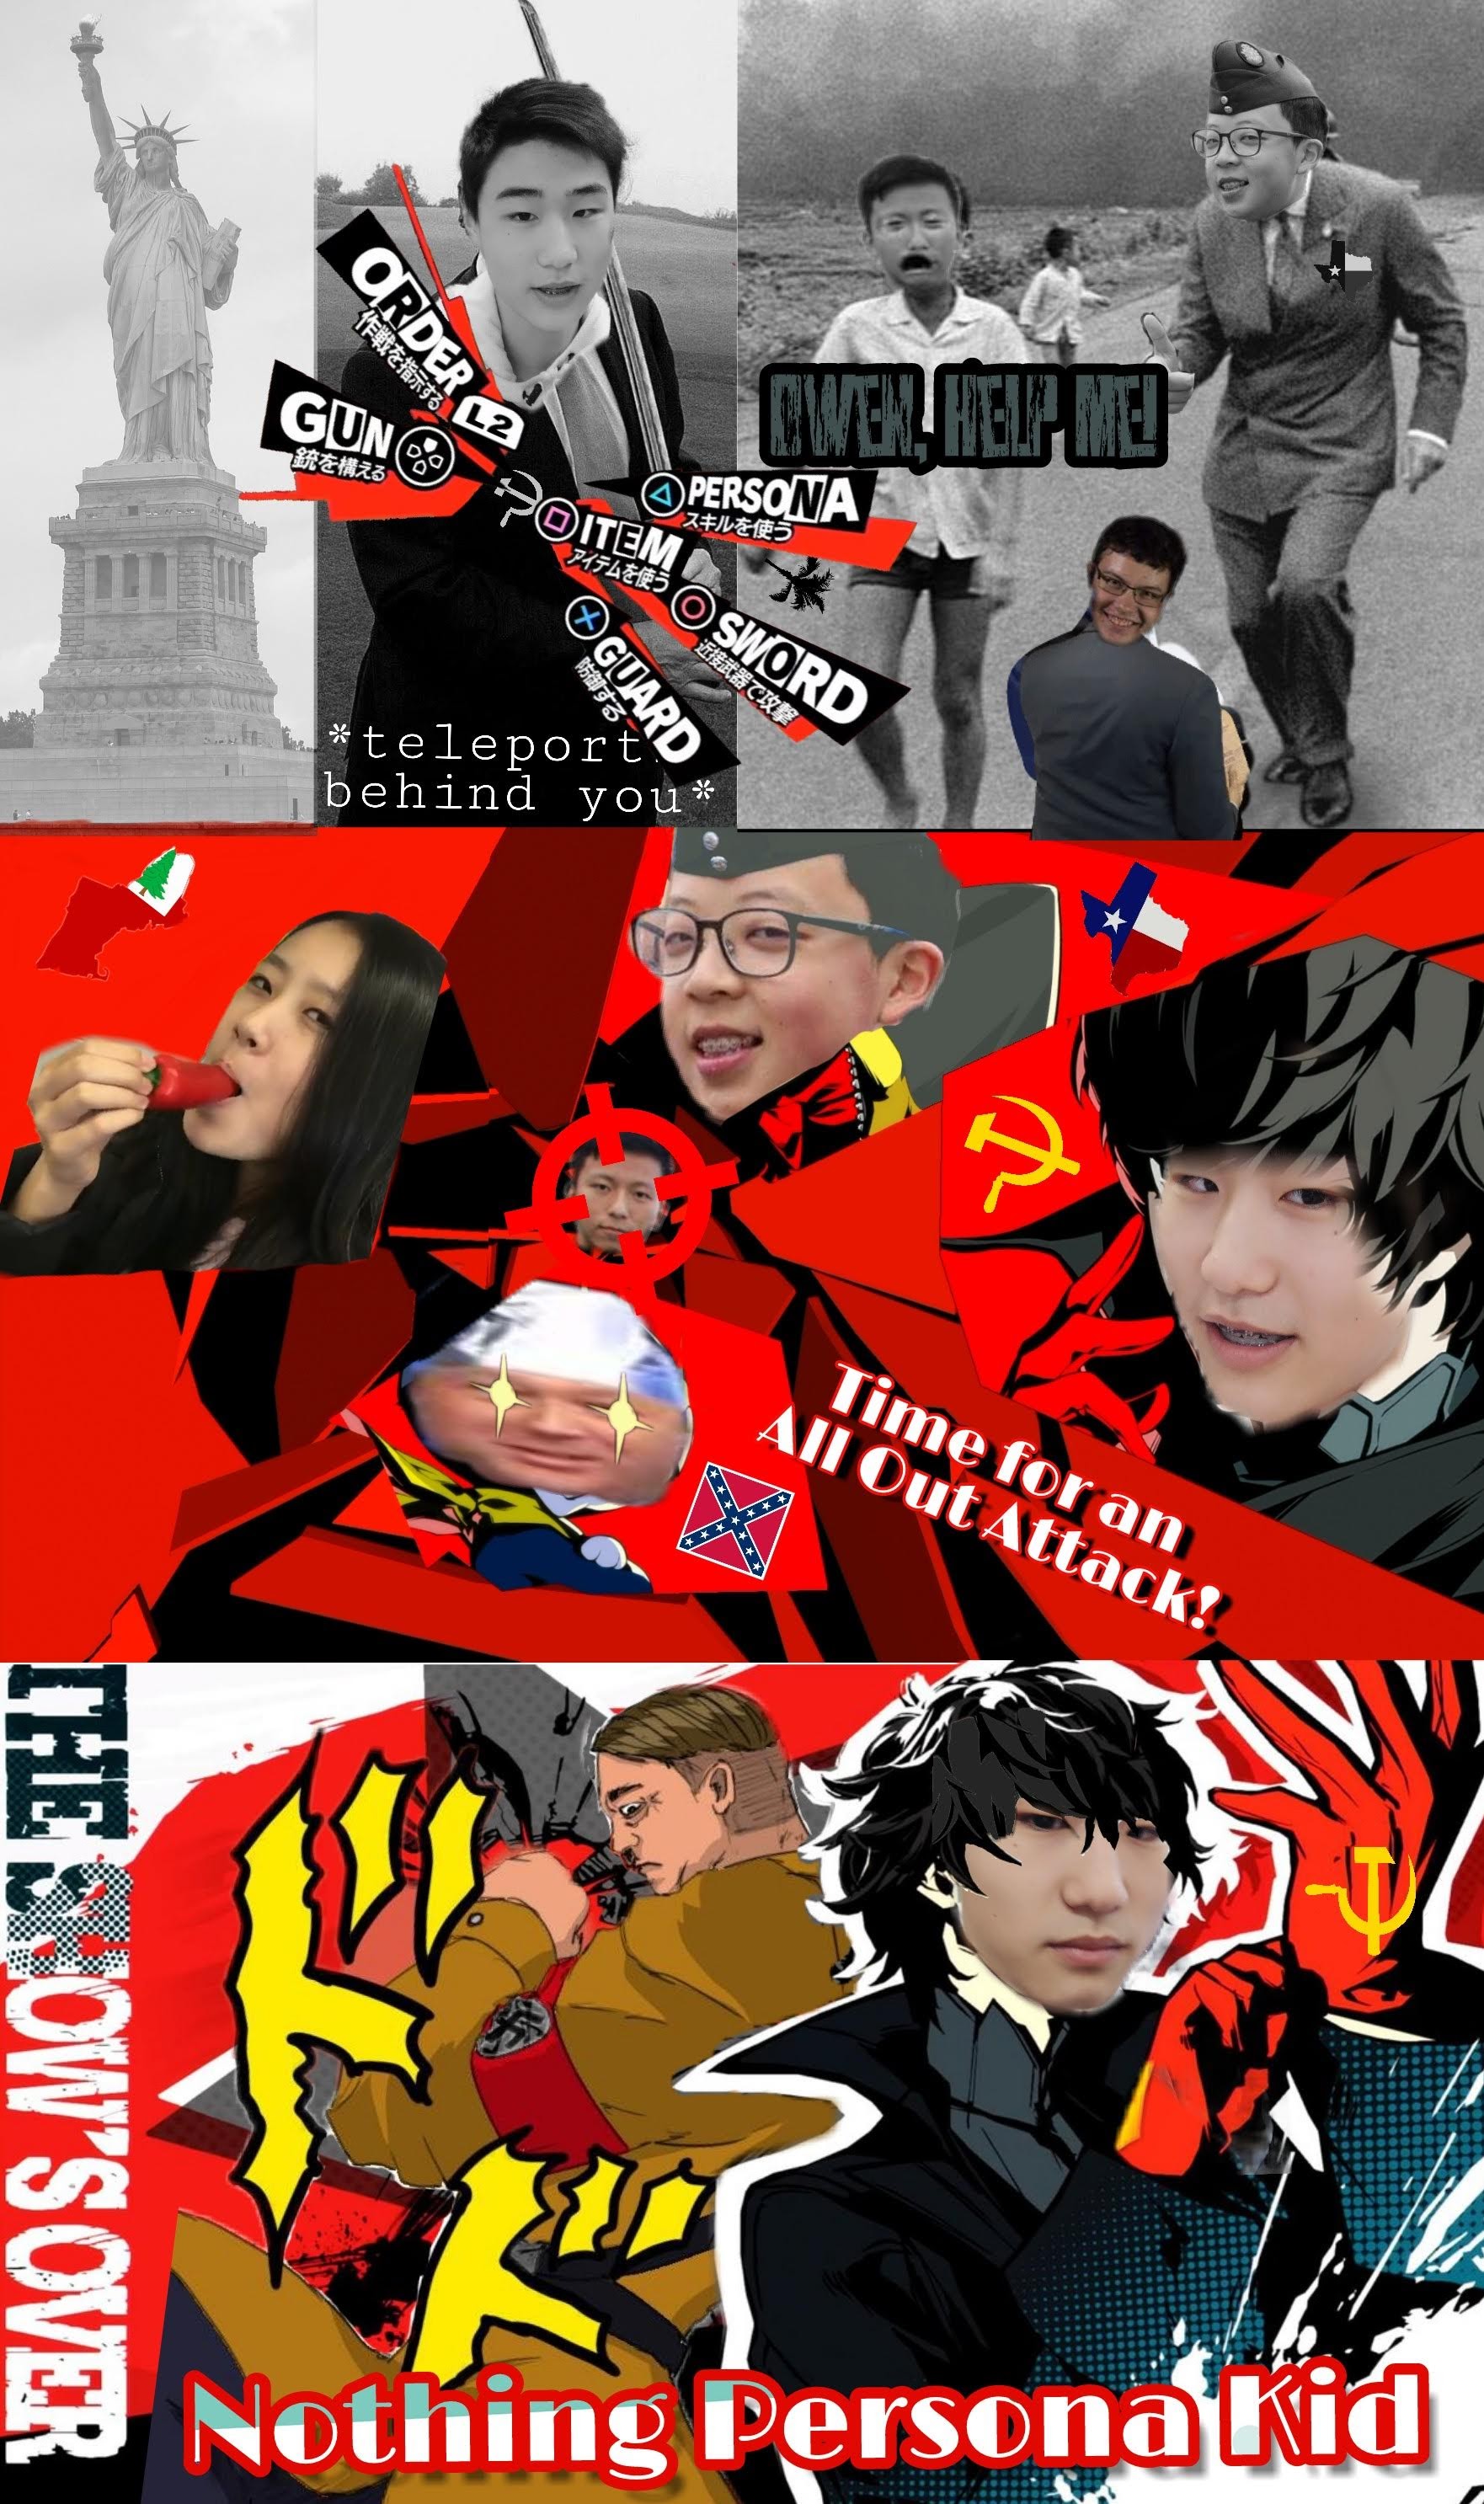 ORDER
作戦を指示する
L2
GUN
銃を構える
PERSONA
スキルを使う
ITEM
アイテムを使う
SWORD
近接武器で攻撃
GUARD
防御する
*teleport
behind you*
OWEN, HELP ME!
Time for an
All Out Attack!
THE SHOW'S OVER
ド
ド
Nothing Persona Kid